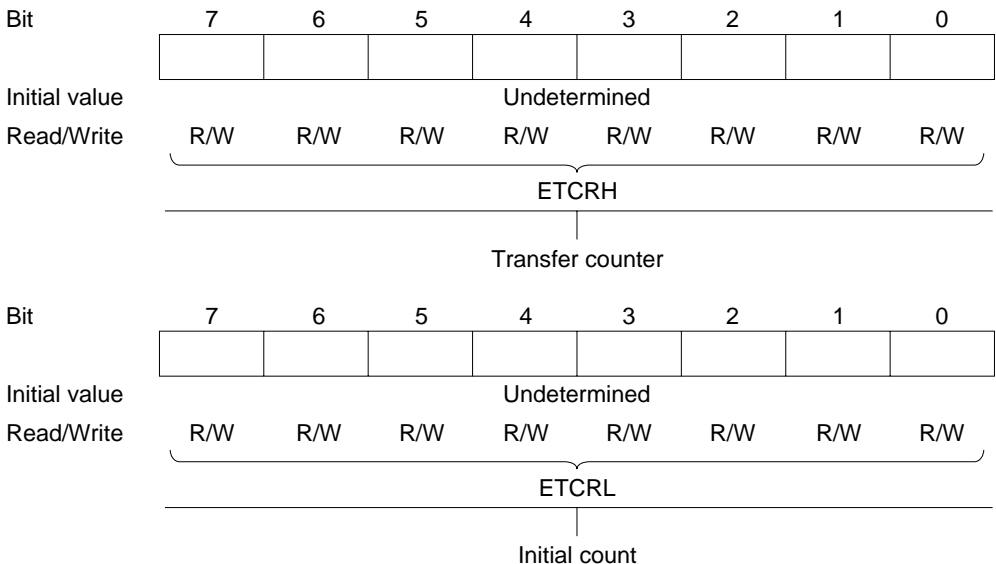 Bit 7 6 5 4 3 2 1 0
Initial value Undetermined
Read/Write R/W R/W R/W R/W R/W R/W R/W R/W
ETCRH
Transfer counter
Bit 7 6 5 4 3 2 1 0
Initial value Undetermined
Read/Write R/W R/W R/W R/W R/W R/W R/W R/W
ETCRL
Initial count